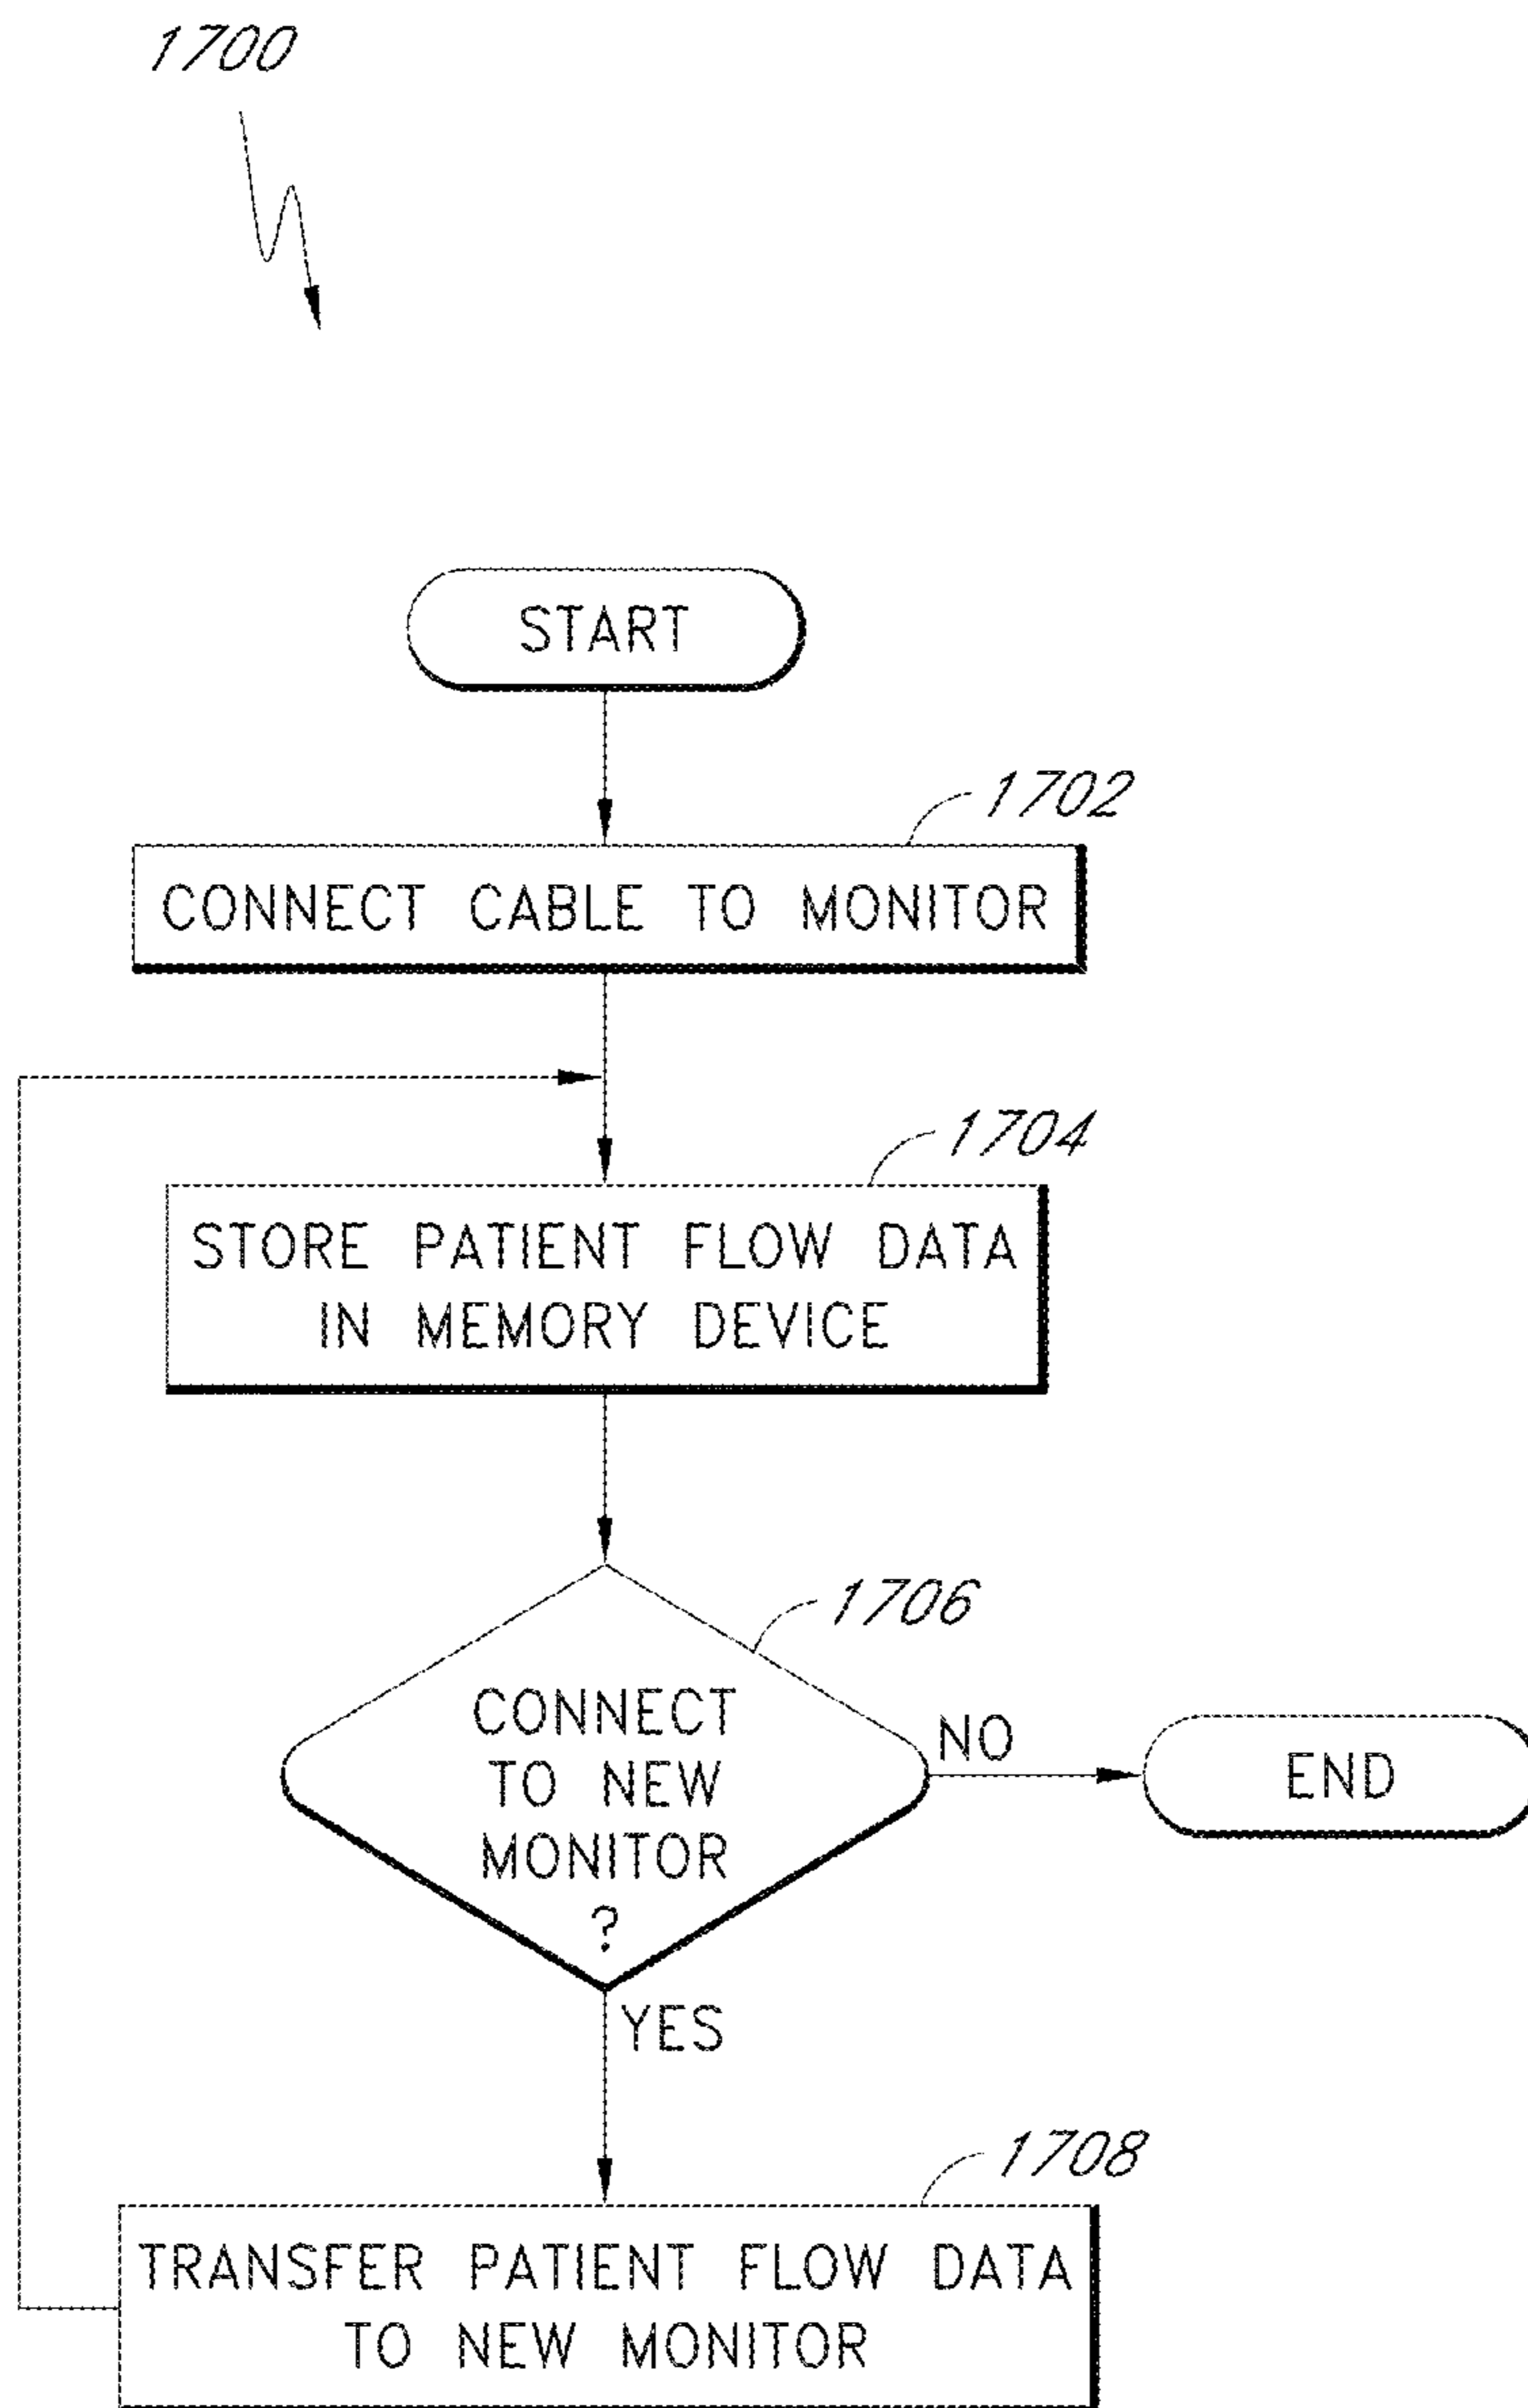 1700
START
1702
CONNECT CABLE TO MONITOR
1704
STORE PATIENT FLOW DATA
IN MEMORY DEVICE
1706
CONNECT
TO NEW
MONITOR
?
NO
END
YES
1708
TRANSFER PATIENT FLOW DATA
TO NEW MONITOR